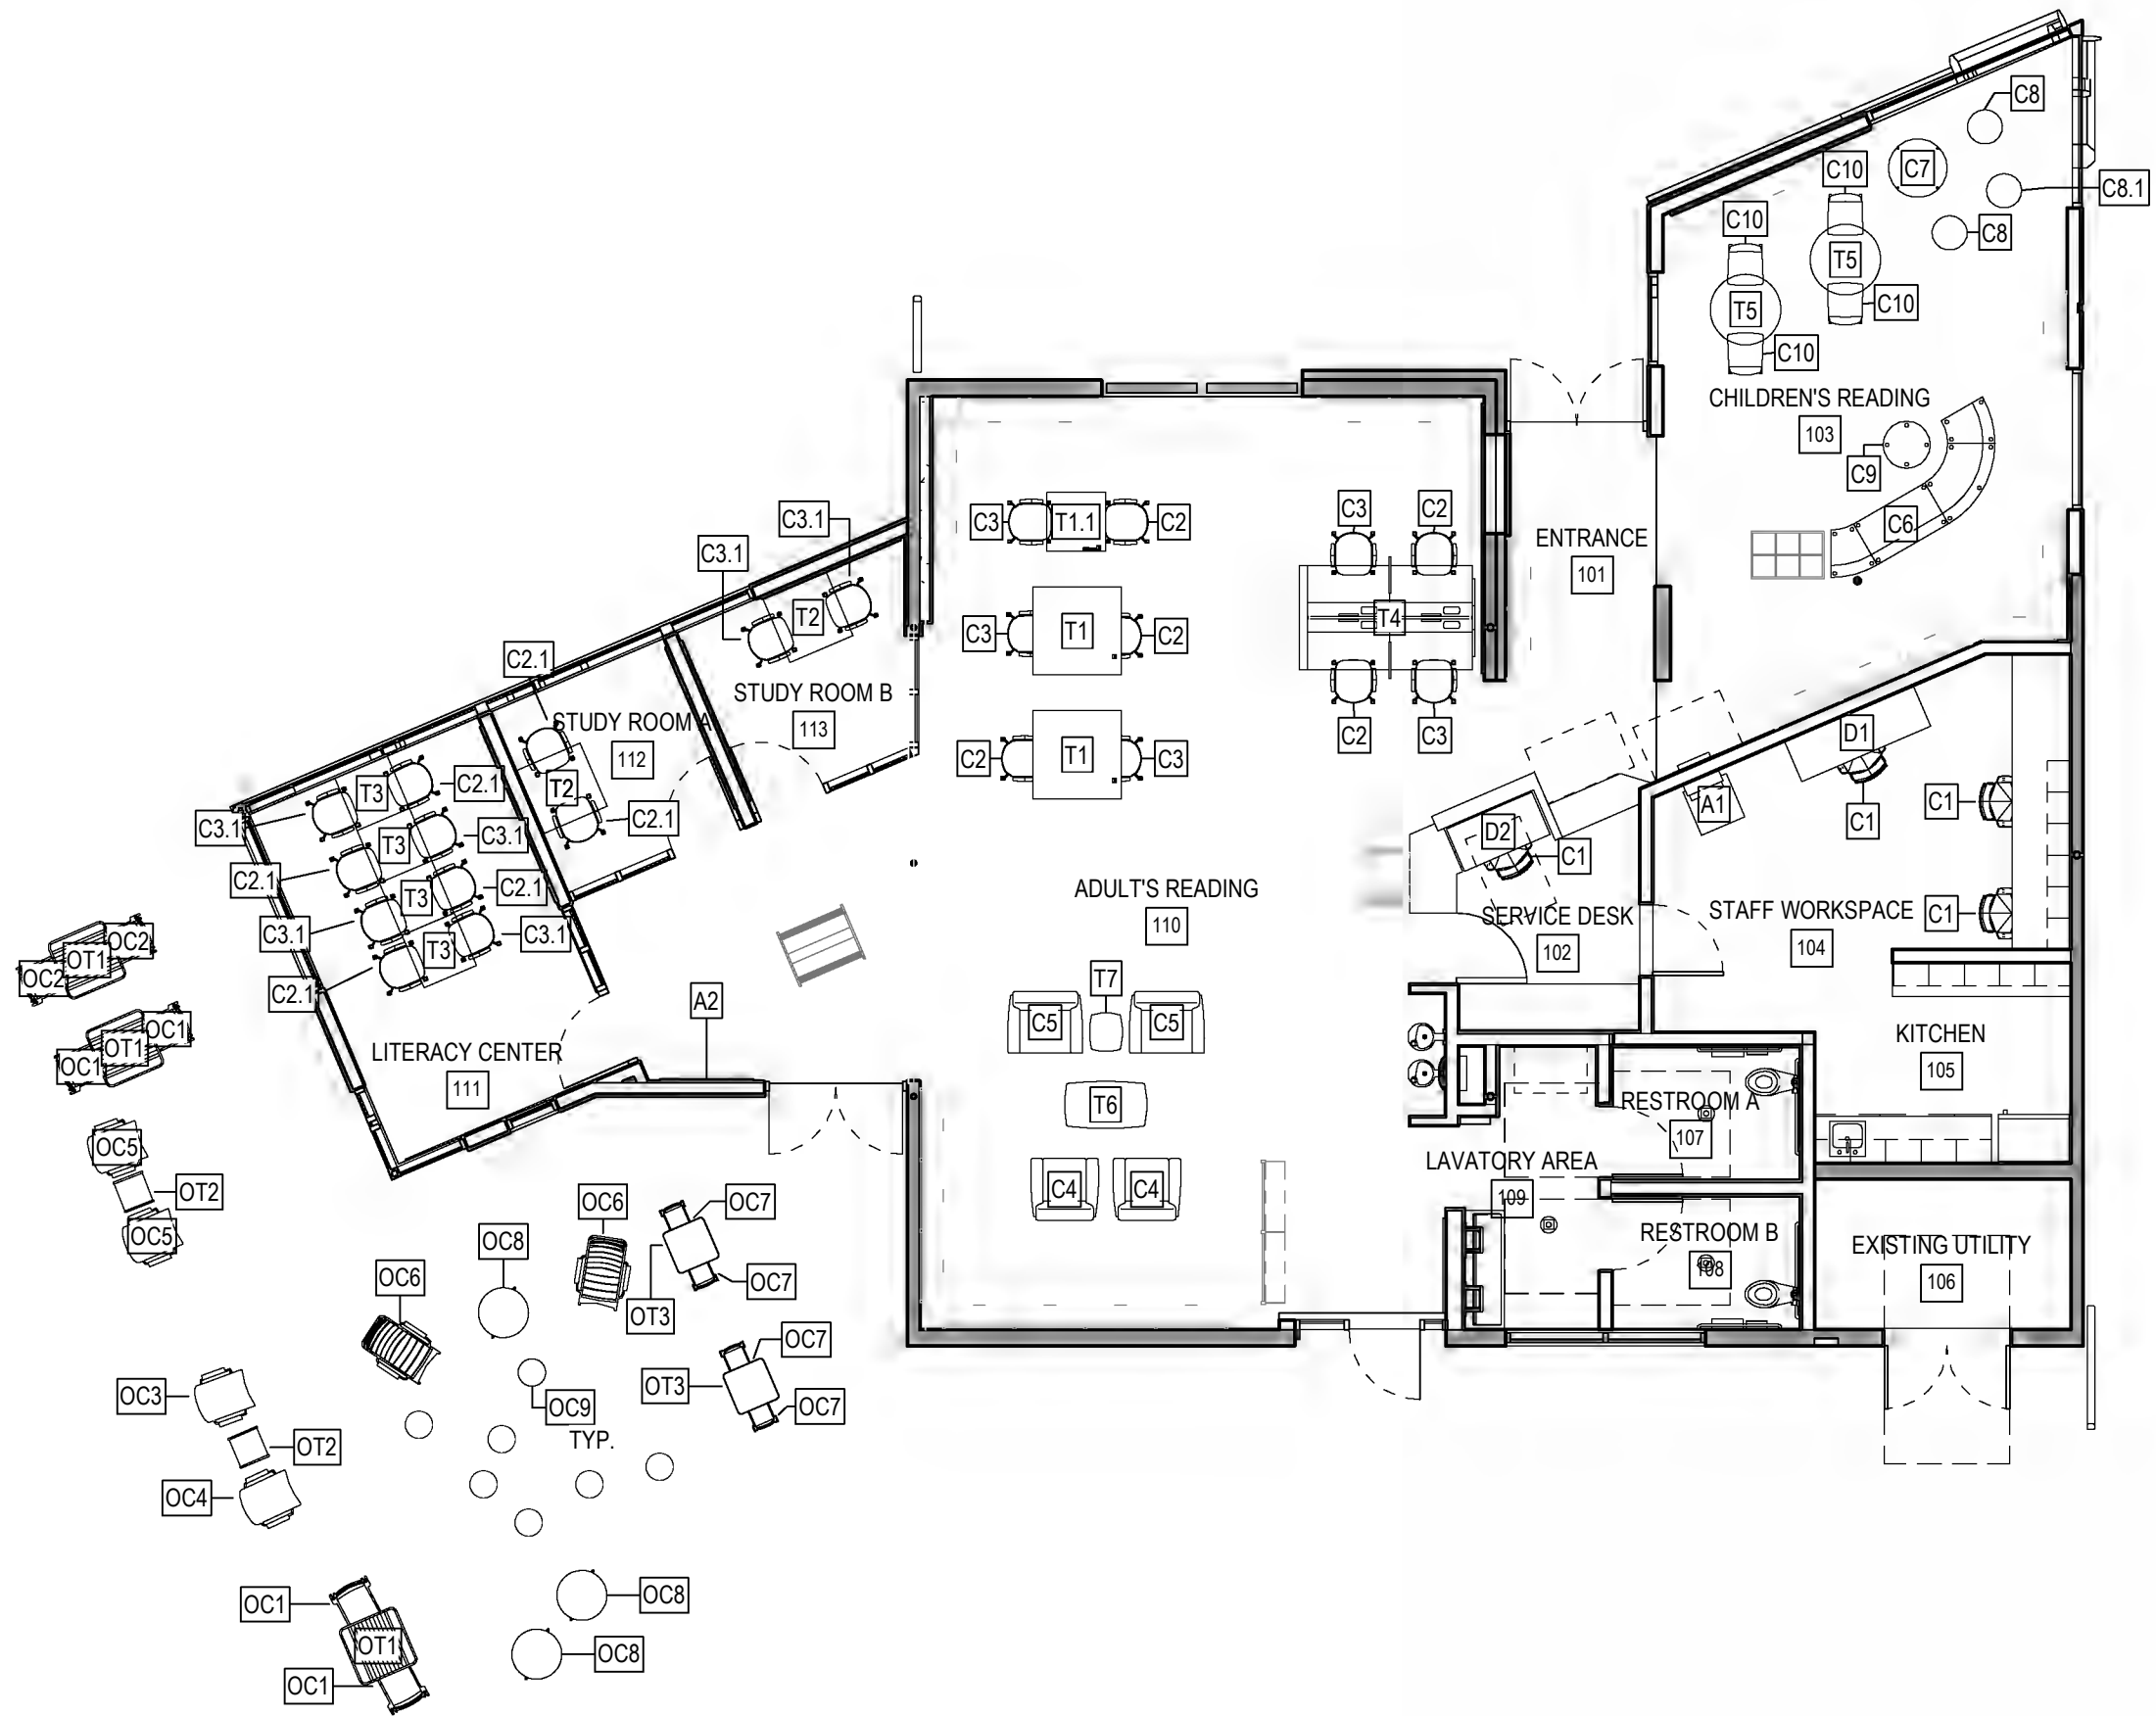 C8
C10
C7
C8.1
C10
C8
T5
T5
C10
C10
CHILDREN'S READING
103
C9
C6
C3.1
C3
T1.1
C2
C3
C2
ENTRANCE
101
C3.1
T2
C3
T1
C2
T4
C2.1
STUDY ROOM B
113
STUDY ROOM A
112
C2
T1
C3
C2
C3
D1
T3
C2.1
T2
C2.1
C3.1
T3
C3.1
D2
C1
A1
C1
C1
C2.1
T3
C2.1
ADULT'S READING
110
SERVICE DESK
102
STAFF WORKSPACE
104
C1
C3.1
T3
C3.1
C2.1
OC2
OT1
OC2
A2
T7
C5
C5
OC1
OT1
OC1
LITERACY CENTER
111
KITCHEN
105
T6
RESTROOM A
107
OC5
OT2
OC5
C4
C4
LAVATORY AREA
109
OC6
OC7
OC8
RESTROOM B
108
EXISTING UTILITY
106
OC6
OC7
OT3
OC7
OC3
OT3
OC7
OC9
TYP.
OT2
OC4
OC8
OC1
OT1
OC8
OC1